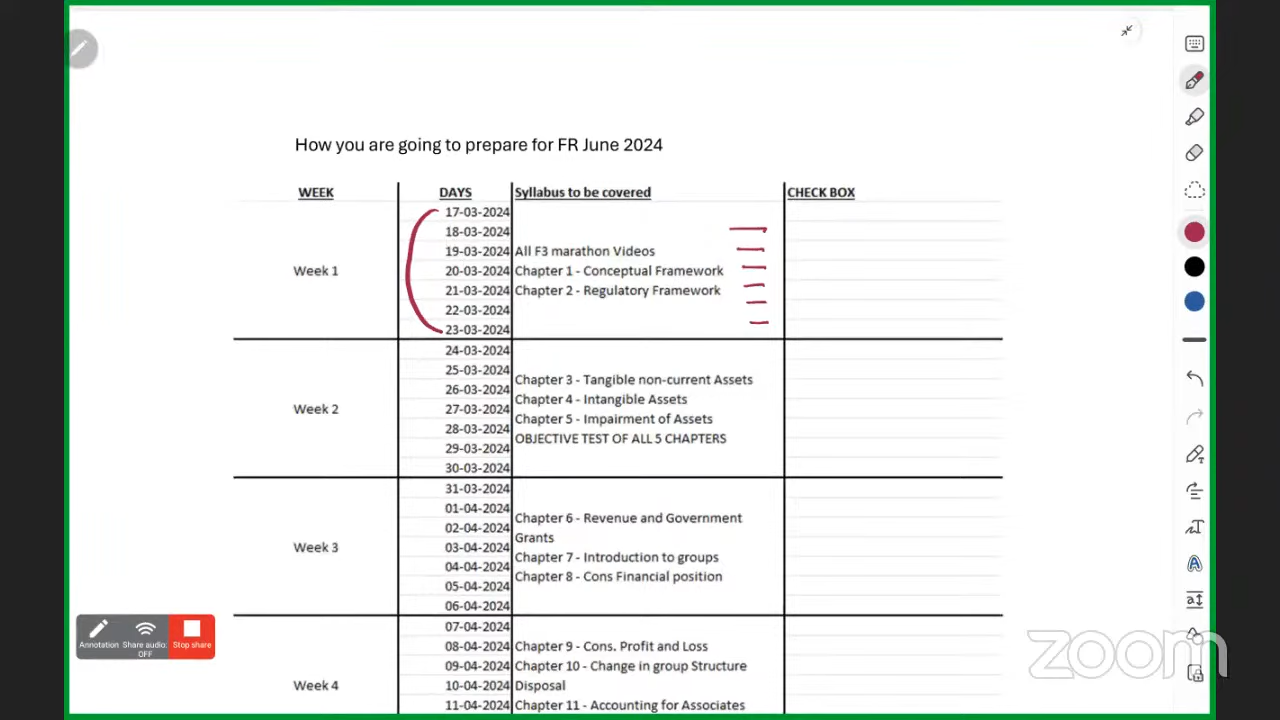 How you are going to prepare for FR June 2024
WEEK DAYS Syllabus to be covered CHECK BOX
17-03-2024
18-03-2024
19-03-2024 All F3 marathon Videos
Week 1 20-03-2024 Chapter 1 - Conceptual Framework
21-03-2024 Chapter 2 - Regulatory Framework
22-03-2024
23-03-2024
24-03-2024
25-03-2024
Chapter 3 - Tangible non-current Assets
26-03-2024
Chapter 4 - Intangible Assets
Week 2 27-03-2024
Chapter 5 - Impairment of Assets
28-03-2024
OBJECTIVE TEST OF ALL 5 CHAPTERS
29-03-2024
30-03-2024
31-03-2024
01-04-2024
Chapter 6 - Revenue and Government
02-04-2024
Grants
Week 3 03-04-2024
Chapter 7 - Introduction to groups
04-04-2024
Chapter 8 - Cons Financial position
05-04-2024
06-04-2024
07-04-2024
08-04-2024 Chapter 9 - Cons. Profit and Loss
09-04-2024 Chapter 10 - Change in group Structure
Week 4 10-04-2024 Disposal
11-04-2024 Chapter 11 - Accounting for Associates
Annotation Share audio: OFF Stop share
zoom